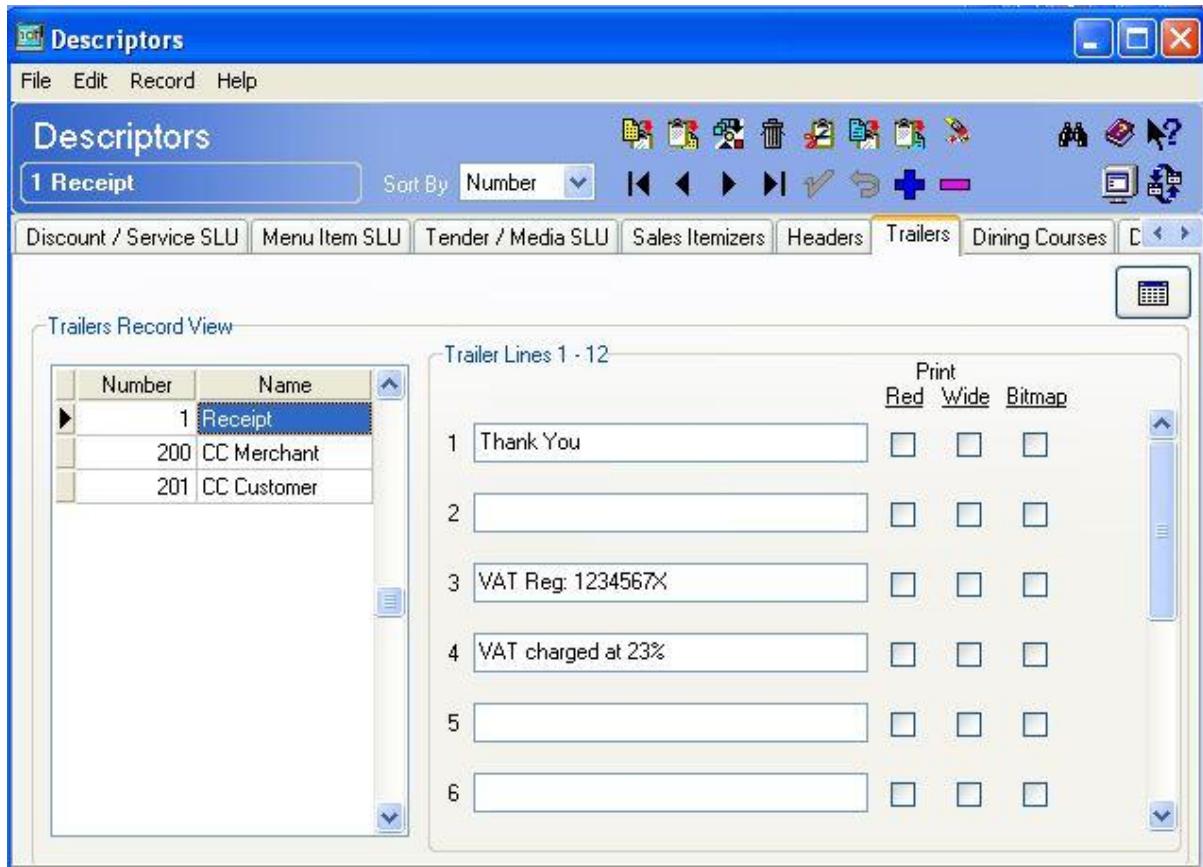 Descriptors
File Edit Record Help
Descriptors
1 Receipt
Sort By Number
Discount / Service SLU Menu Item SLU Tender / Media SLU Sales Itemizers Headers Trailers Dining Courses D
Trailers Record View
Number Name
1 Receipt
200 CC Merchant
201 CC Customer
Trailer Lines 1 - 12
Print
Red Wide Bitmap
1 Thank You
2
3 VAT Reg: 1234567X
4 VAT charged at 23%
5
6